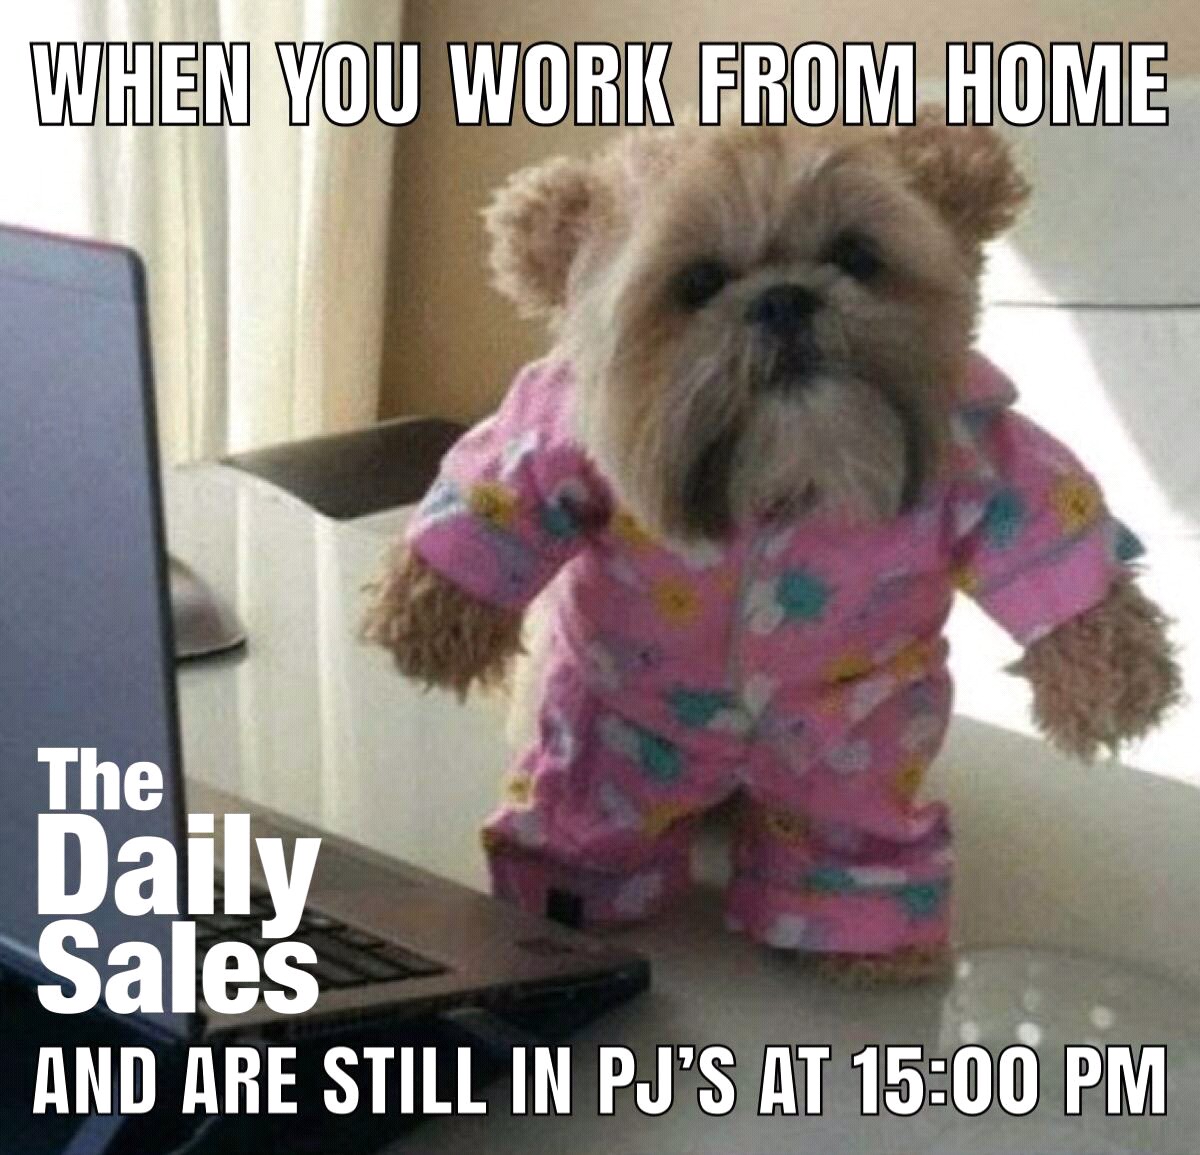 WHEN YOU WORK FROM HOME
The
Daily
Sales
AND ARE STILL IN PJ’S AT 15:00 PM